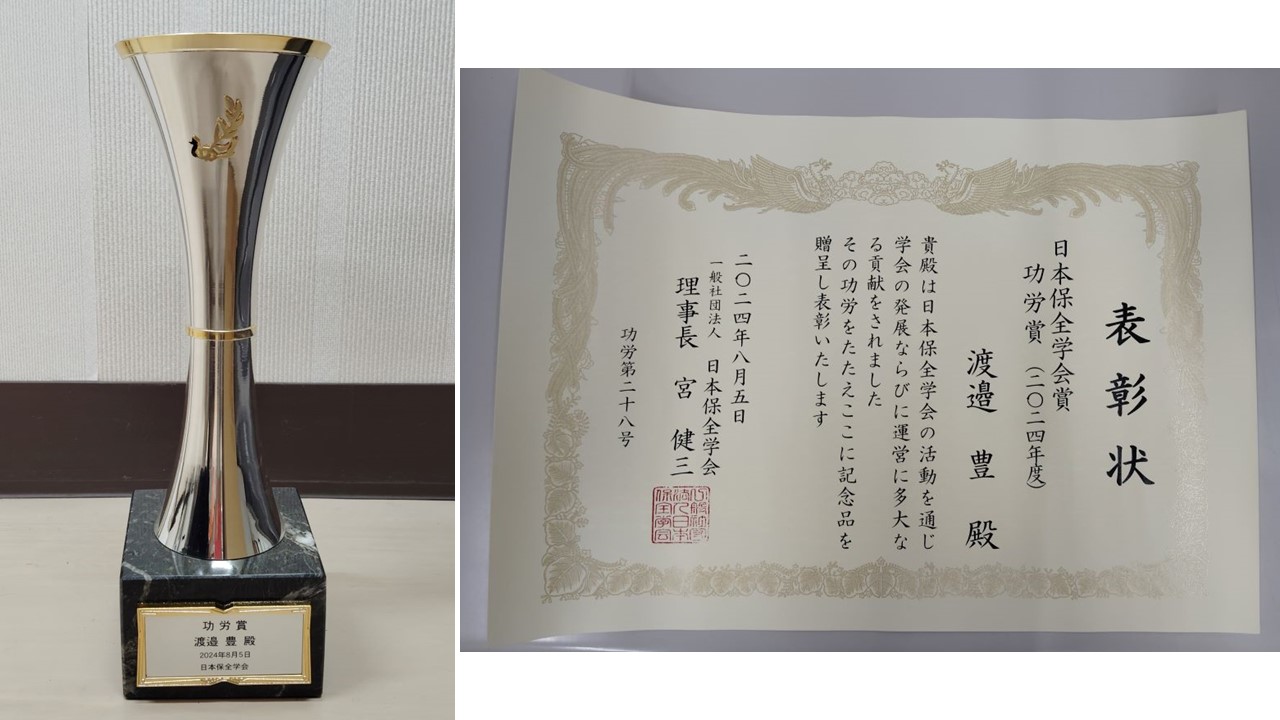 功労賞
渡邉 豊 殿
2024年8月5日
日本保全学会
表彰状
日本保全学会賞
功労賞(二〇二四年度)
渡邉 豊 殿
貴殿は日本保全学会の活動を通じ
学会の発展ならびに運営に多大な
る貢献をされました
その功労をたたえここに記念品を
贈呈し表彰いたします
二〇二四年八月五日
一般社団法人 日本保全学会
理事長 宮 健三
功労第二十八号